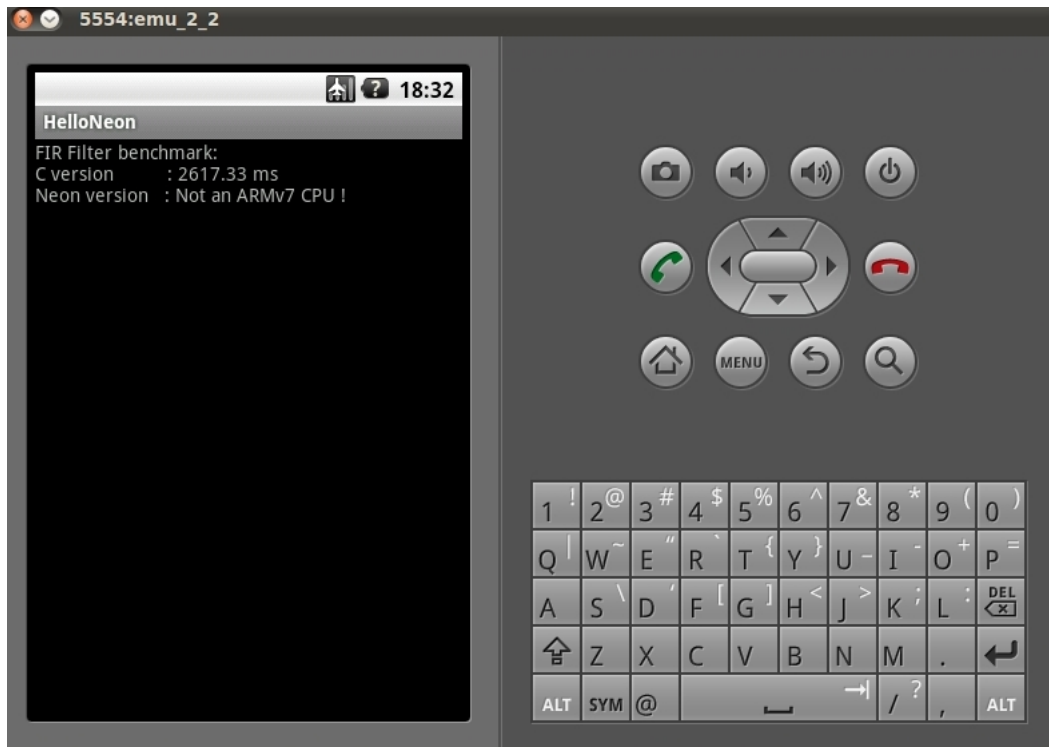 5554:emu_2_2
18:32
HelloNeon
FIR Filter benchmark:
C version : 2617.33 ms
Neon version : Not an ARMv7 CPU !
MENU
1 ! 2 @ 3 # 4 $ 5 % 6 ^ 7 & 8 * 9 ( 0 )
Q | W ~ E " R ` T { Y } U _ I - O + P =
A S \ D ' F [ G ] H < J > K ; L : DEL
Z X C V B N M .
ALT SYM @ / ? , ALT